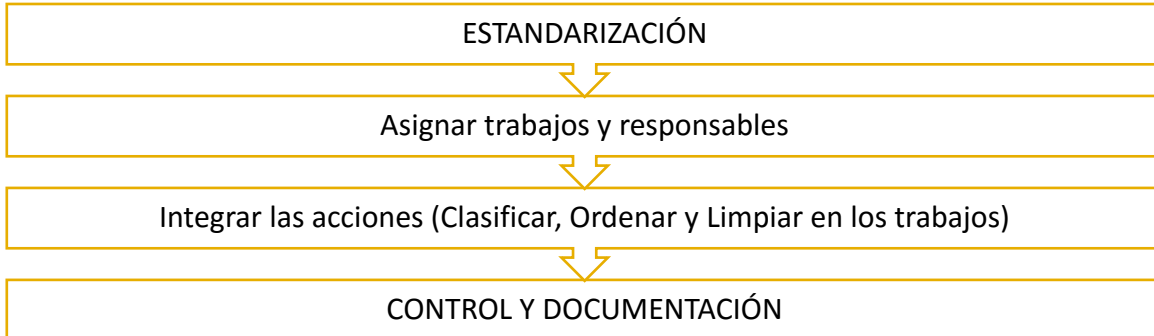 ESTANDARIZACIÓN
Asignar trabajos y responsables
Integrar las acciones (Clasificar, Ordenar y Limpiar en los trabajos)
CONTROL Y DOCUMENTACIÓN